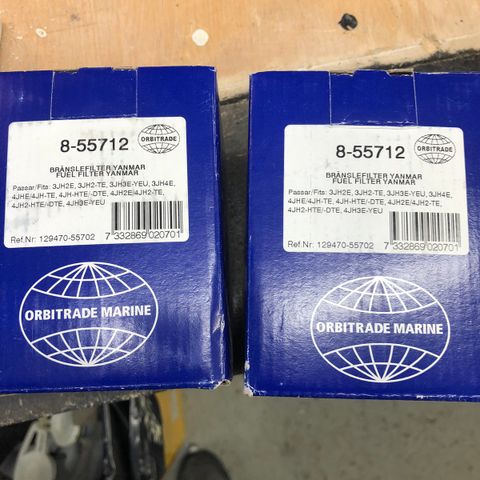 ORBITRADE
8-55712
BRÄNSLEFILTER YANMAR
FUEL FILTER YANMAR
Passar/Fits: 3JH2E, 3JH2-TE, 3JH3E-YEU, 3JH4E,
4JHE/4JH-TE, 4JH-HTE/-DTE, 4JH2E/4JH2-TE,
4JH2-HTE/-DTE, 4JH3E-YEU
Ref.Nr: 129470-55702
7 332869 020701
ORBITRADE MARINE
ORBITRADE
8-55712
BRÄNSLEFILTER YANMAR
FUEL FILTER YANMAR
Passar/Fits: 3JH2E, 3JH2-TE, 3JH3E-YEU, 3JH4E,
4JHE/4JH-TE, 4JH-HTE/-DTE, 4JH2E/4JH2-TE,
4JH2-HTE/-DTE, 4JH3E-YEU
Ref.Nr: 129470-55702
7 332869 020701
ORBITRADE MARINE